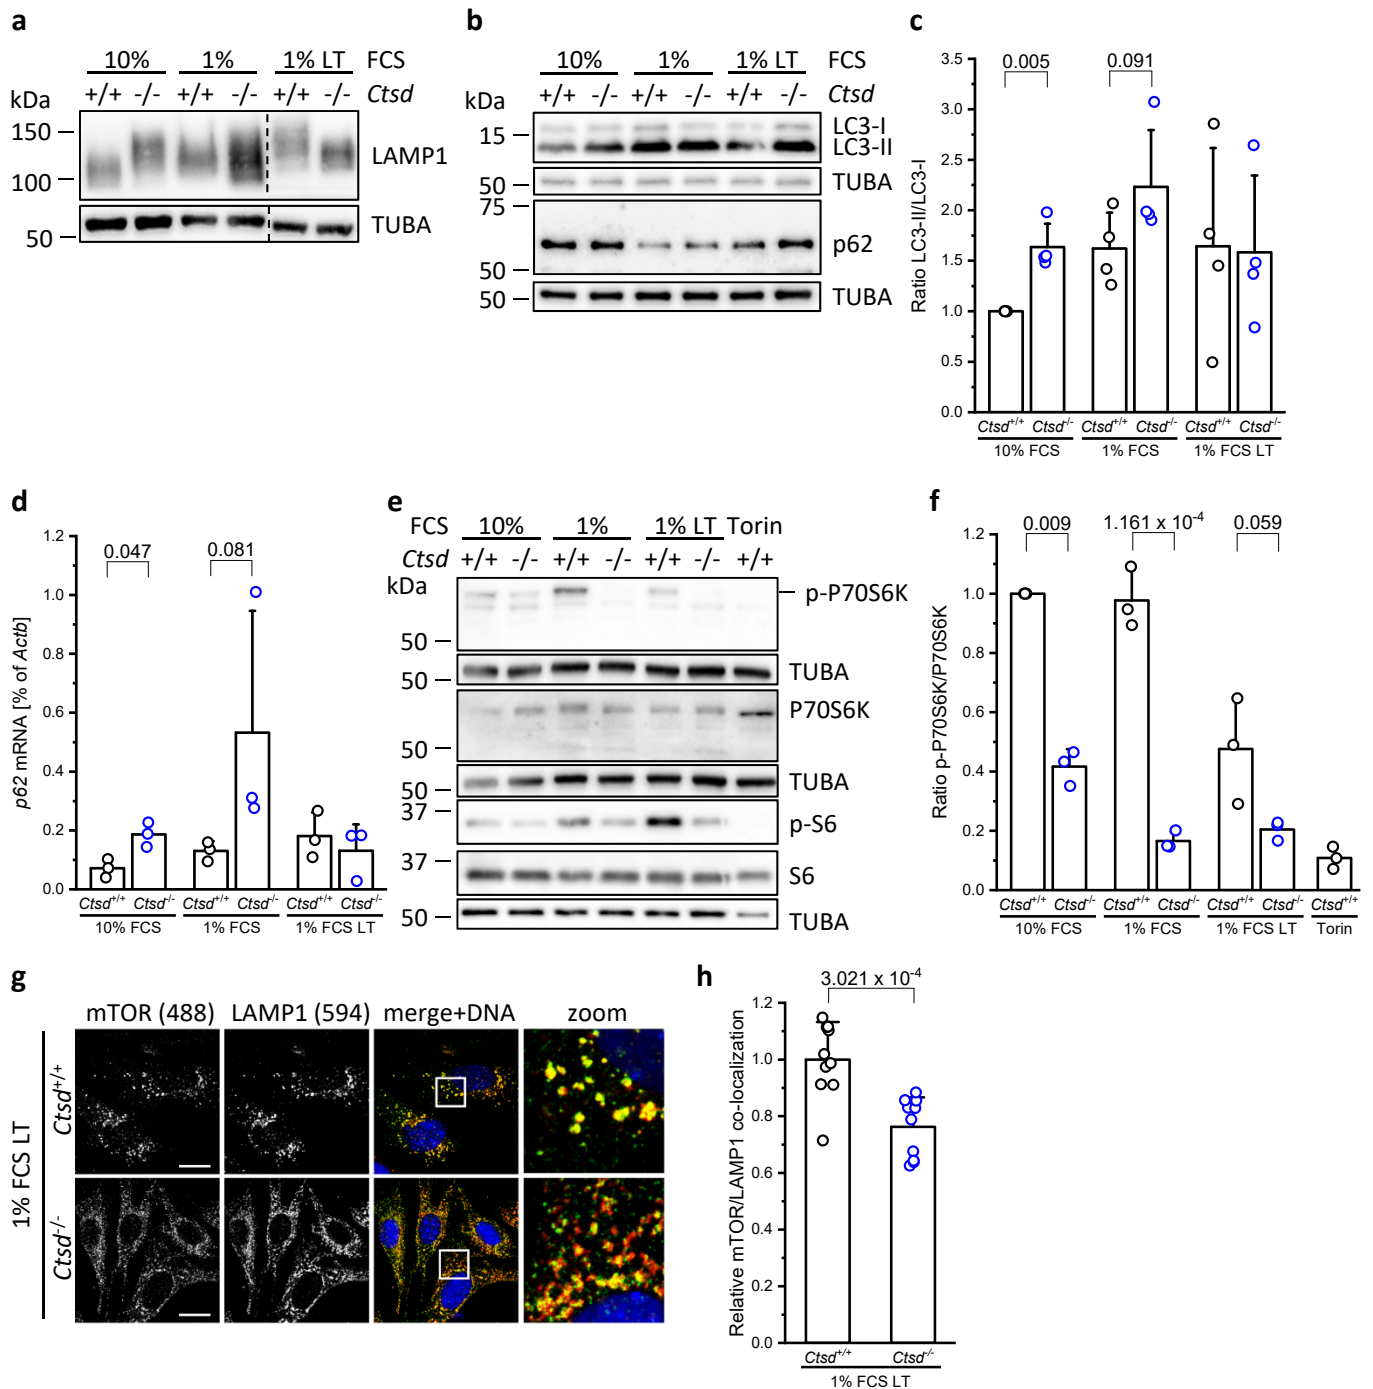 a
10% 1% 1% LT FCS
+/+ -/- +/+ -/- +/+ -/- Ctsd
kDa
150
LAMP1
100
TUBA
50
b
10% 1% 1% LT FCS
+/+ -/- +/+ -/- +/+ -/- Ctsd
kDa
LC3-I
15
LC3-II
TUBA
50
75
p62
50
TUBA
50
c
0.005
0.091
Ratio LC3-II/LC3-I
3.5
3.0
2.5
2.0
1.5
1.0
0.5
0.0
Ctsd+/+ Ctsd-/- Ctsd+/+ Ctsd-/- Ctsd+/+ Ctsd-/-
10% FCS 1% FCS 1% FCS LT
d
0.047
0.081
p62 mRNA [% of Actb]
1.2
1.0
0.8
0.6
0.4
0.2
0.0
Ctsd+/+ Ctsd-/- Ctsd+/+ Ctsd-/- Ctsd+/+ Ctsd-/-
10% FCS 1% FCS 1% FCS LT
e
FCS 10% 1% 1% LT Torin
Ctsd +/+ -/- +/+ -/- +/+ -/- +/+
kDa
p-P70S6K
50
TUBA
50
P70S6K
50
TUBA
50
37
p-S6
37
S6
50
TUBA
f
0.009
1.161 x 10-4
0.059
Ratio p-P70S6K/P70S6K
1.2
1.0
0.8
0.6
0.4
0.2
0.0
Ctsd+/+ Ctsd-/- Ctsd+/+ Ctsd-/- Ctsd+/+ Ctsd-/- Ctsd+/+
10% FCS 1% FCS 1% FCS LT Torin
g
mTOR (488) LAMP1 (594) merge+DNA zoom
1% FCS LT
Ctsd+/+
Ctsd-/-
h
3.021 x 10-4
Relative mTOR/LAMP1 co-localization
1.2
1.0
0.8
0.6
0.4
0.2
0.0
Ctsd+/+ Ctsd-/-
1% FCS LT